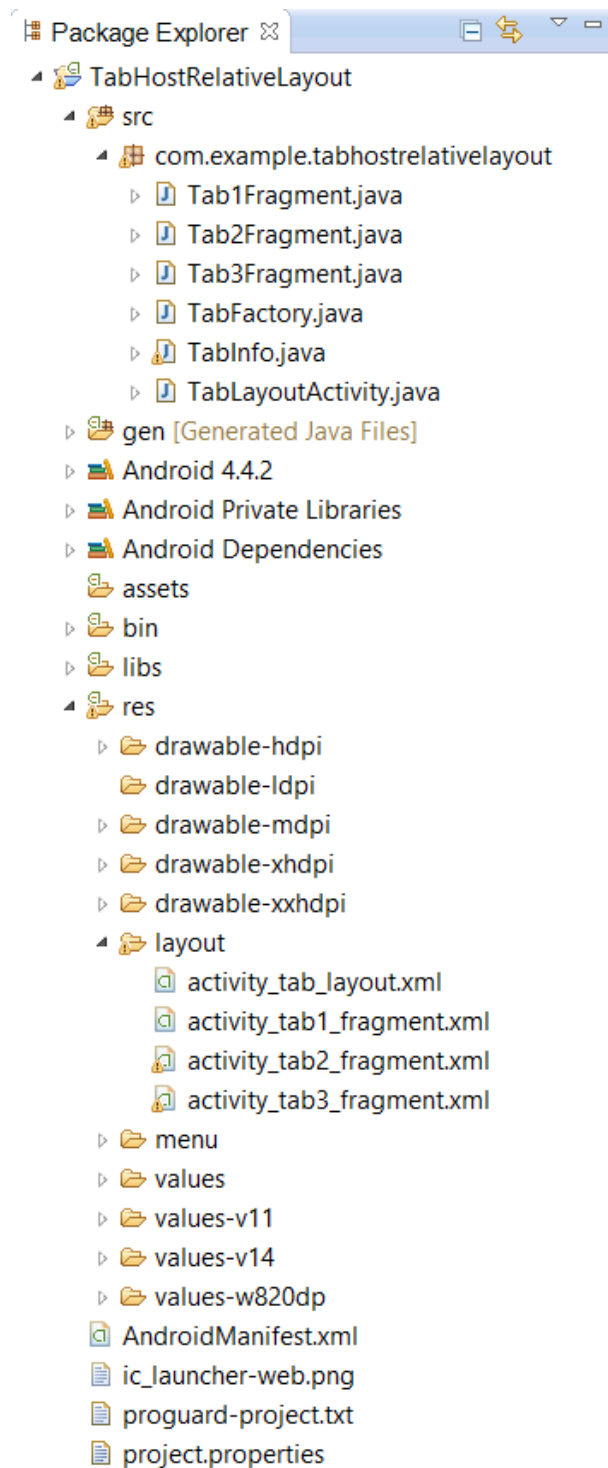 Package Explorer
TabHostRelativeLayout
src
com.example.tabhostrelativelayout
Tab1Fragment.java
Tab2Fragment.java
Tab3Fragment.java
TabFactory.java
TabInfo.java
TabLayoutActivity.java
gen [Generated Java Files]
Android 4.4.2
Android Private Libraries
Android Dependencies
assets
bin
libs
res
drawable-hdpi
drawable-ldpi
drawable-mdpi
drawable-xhdpi
drawable-xxhdpi
layout
activity_tab_layout.xml
activity_tab1_fragment.xml
activity_tab2_fragment.xml
activity_tab3_fragment.xml
menu
values
values-v11
values-v14
values-w820dp
AndroidManifest.xml
ic_launcher-web.png
proguard-project.txt
project.properties